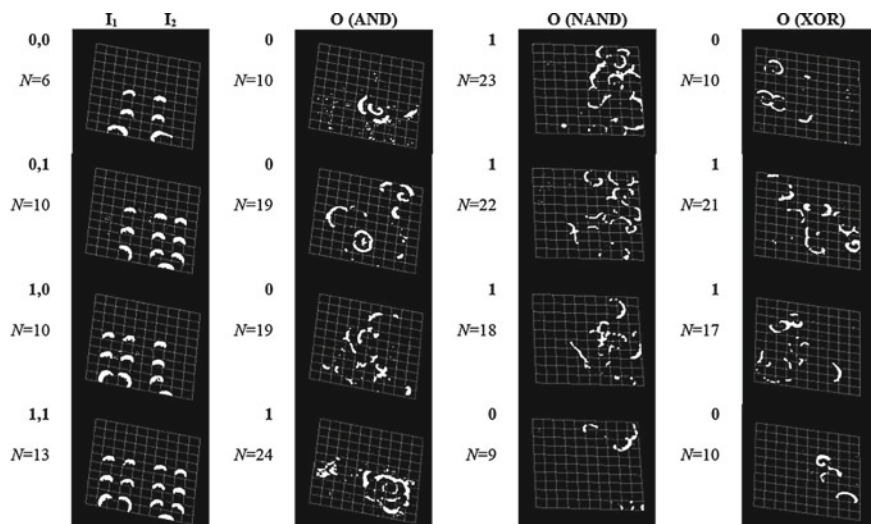 I₁ I₂ O (AND) O (NAND) O (XOR)
0,0 0 1 0
N=6 N=10 N=23 N=10
0,1 0 1 1
N=10 N=19 N=22 N=21
1,0 0 1 1
N=10 N=19 N=18 N=17
1,1 1 0 0
N=13 N=24 N=9 N=10